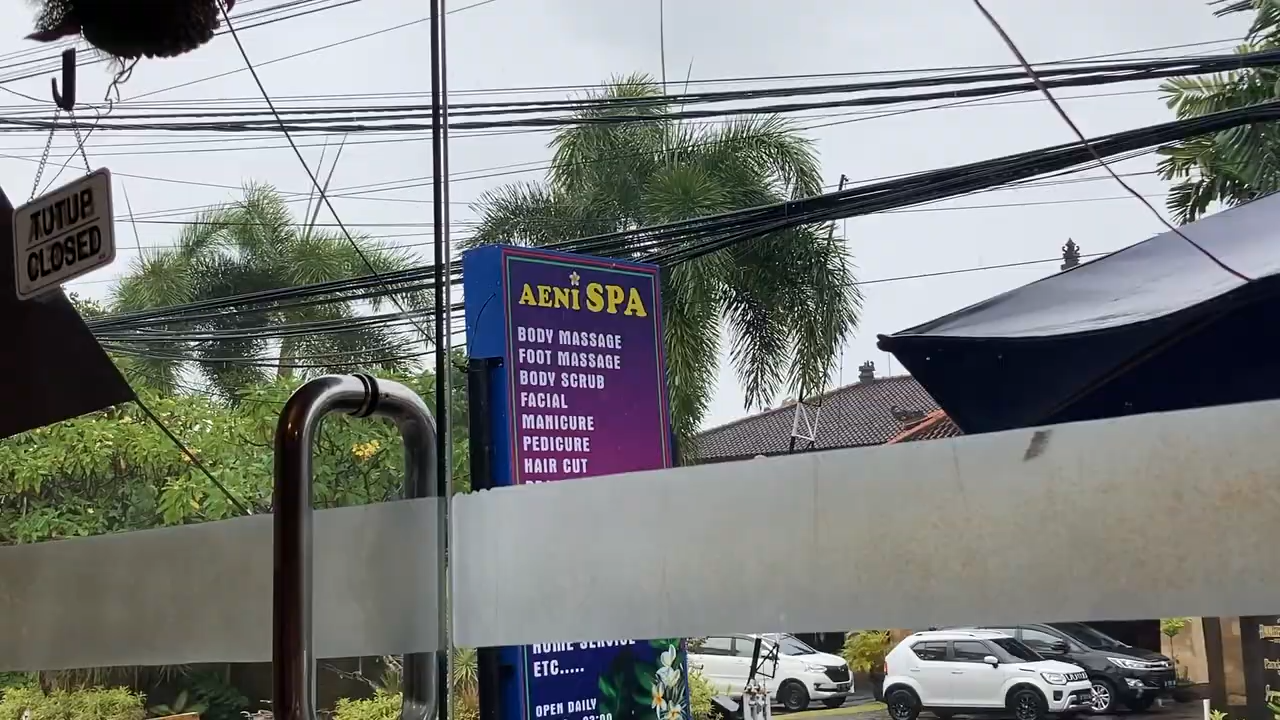 TUTUP
CLOSED
AENI SPA
BODY MASSAGE
FOOT MASSAGE
BODY SCRUB
FACIAL
MANICURE
PEDICURE
HAIR CUT
HOME SERVICE
ETC.....
OPEN DAILY